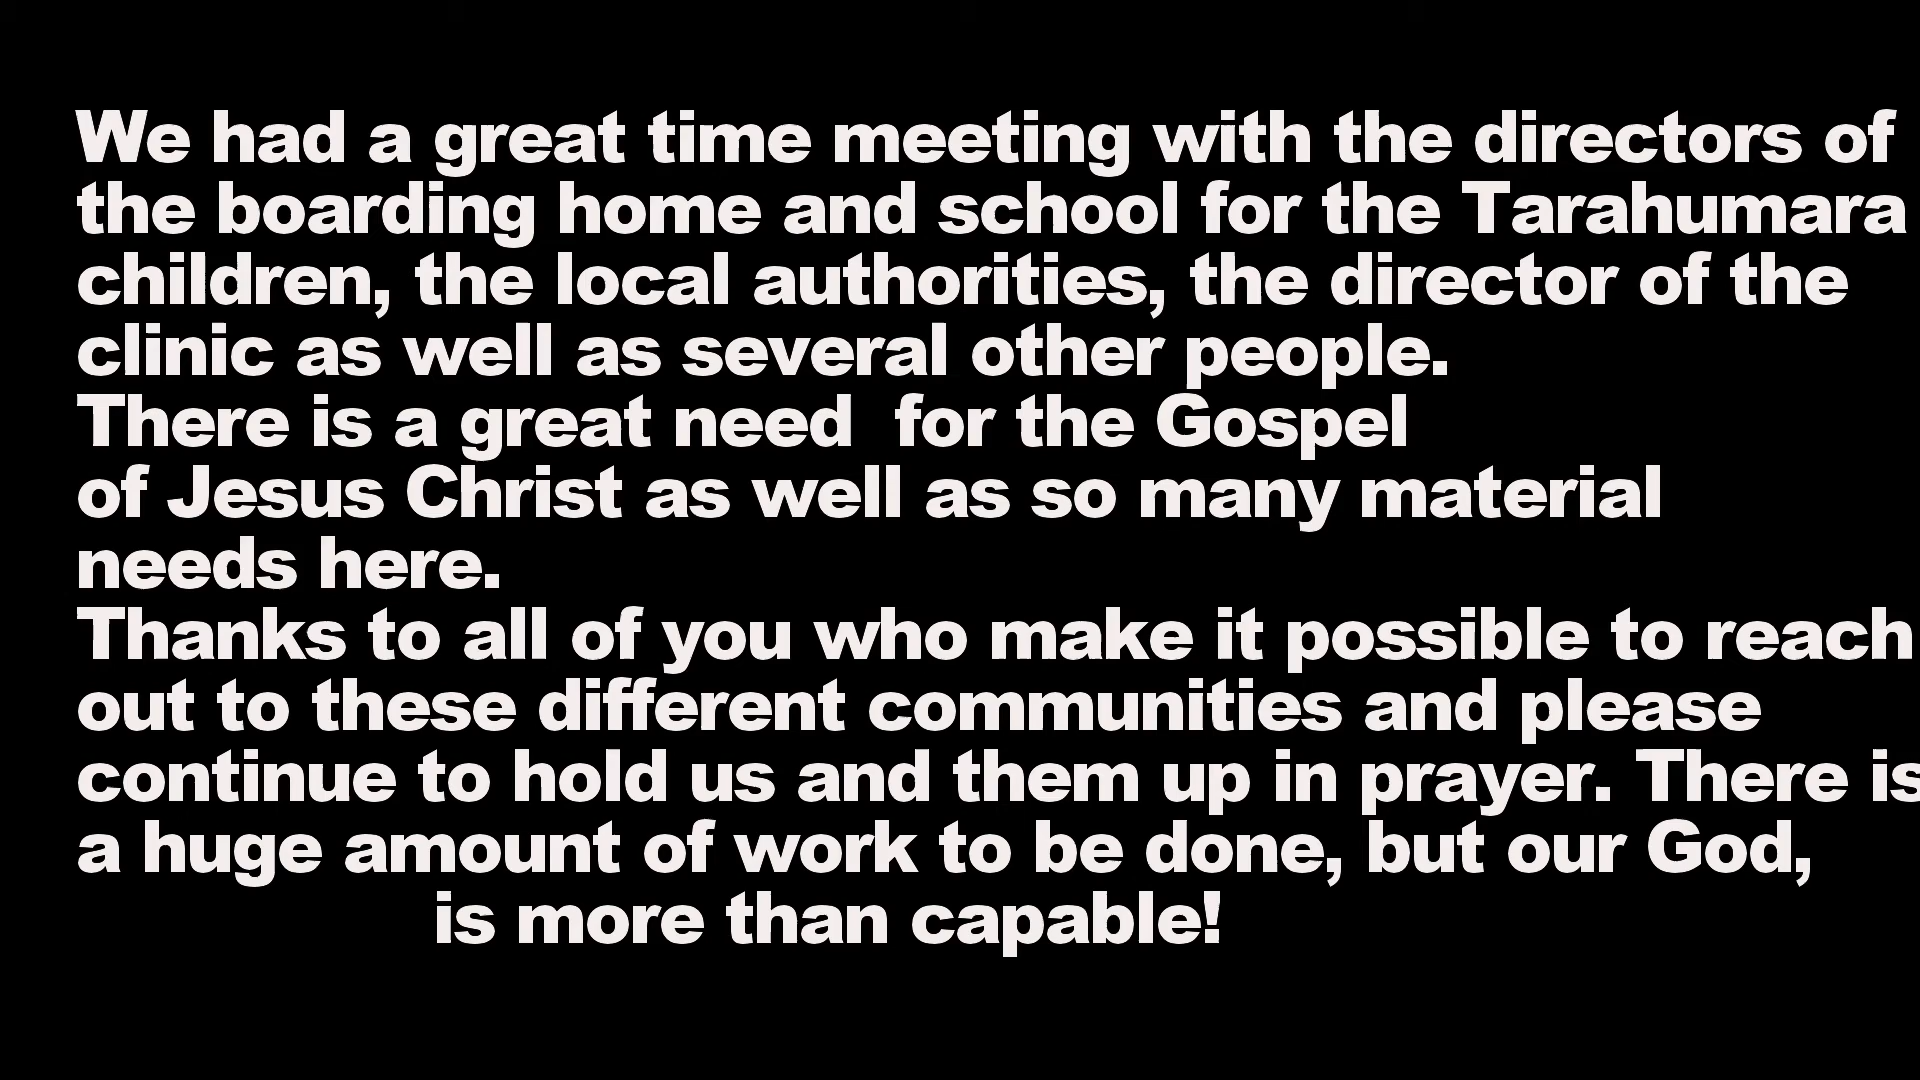 We had a great time meeting with the directors of
the boarding home and school for the Tarahumara
children, the local authorities, the director of the
clinic as well as several other people.
There is a great need  for the Gospel
of Jesus Christ as well as so many material
needs here.
Thanks to all of you who make it possible to reach
out to these different communities and please
continue to hold us and them up in prayer. There is
a huge amount of work to be done, but our God,
is more than capable!